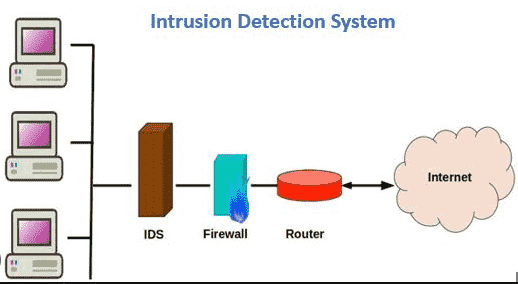 Intrusion Detection System
Internet
IDS
Firewall
Router